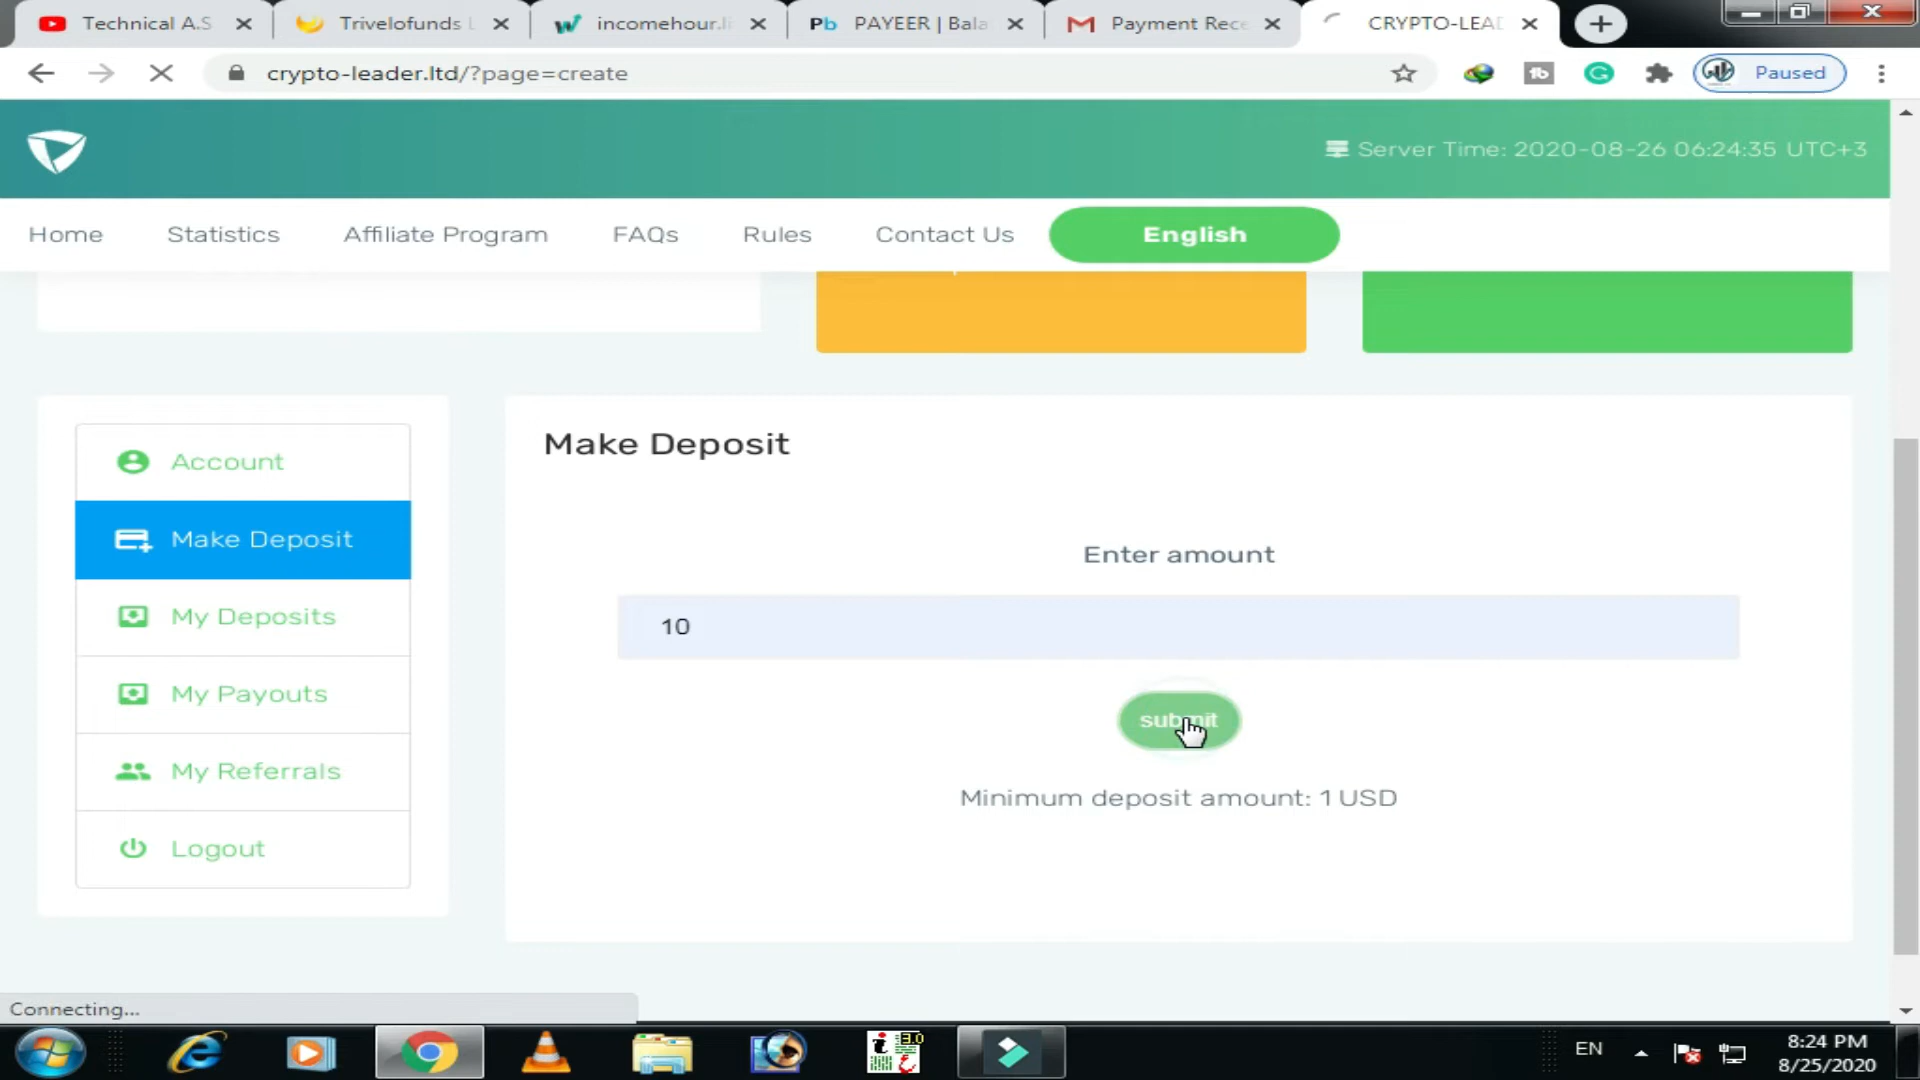 Technical A.S
Trivelofunds
incomehour.li
Pb PAYEER | Bala
Payment Rece
CRYPTO-LEA
crypto-leader.ltd/?page=create
Paused
Server Time: 2020-08-26 06:24:35 UTC+3
Home
Statistics
Affiliate Program
FAQs
Rules
Contact Us
English
Account
Make Deposit
My Deposits
My Payouts
My Referrals
Logout
Make Deposit
Enter amount
10
submit
Minimum deposit amount: 1 USD
Connecting...
EN
8:24 PM
8/25/2020